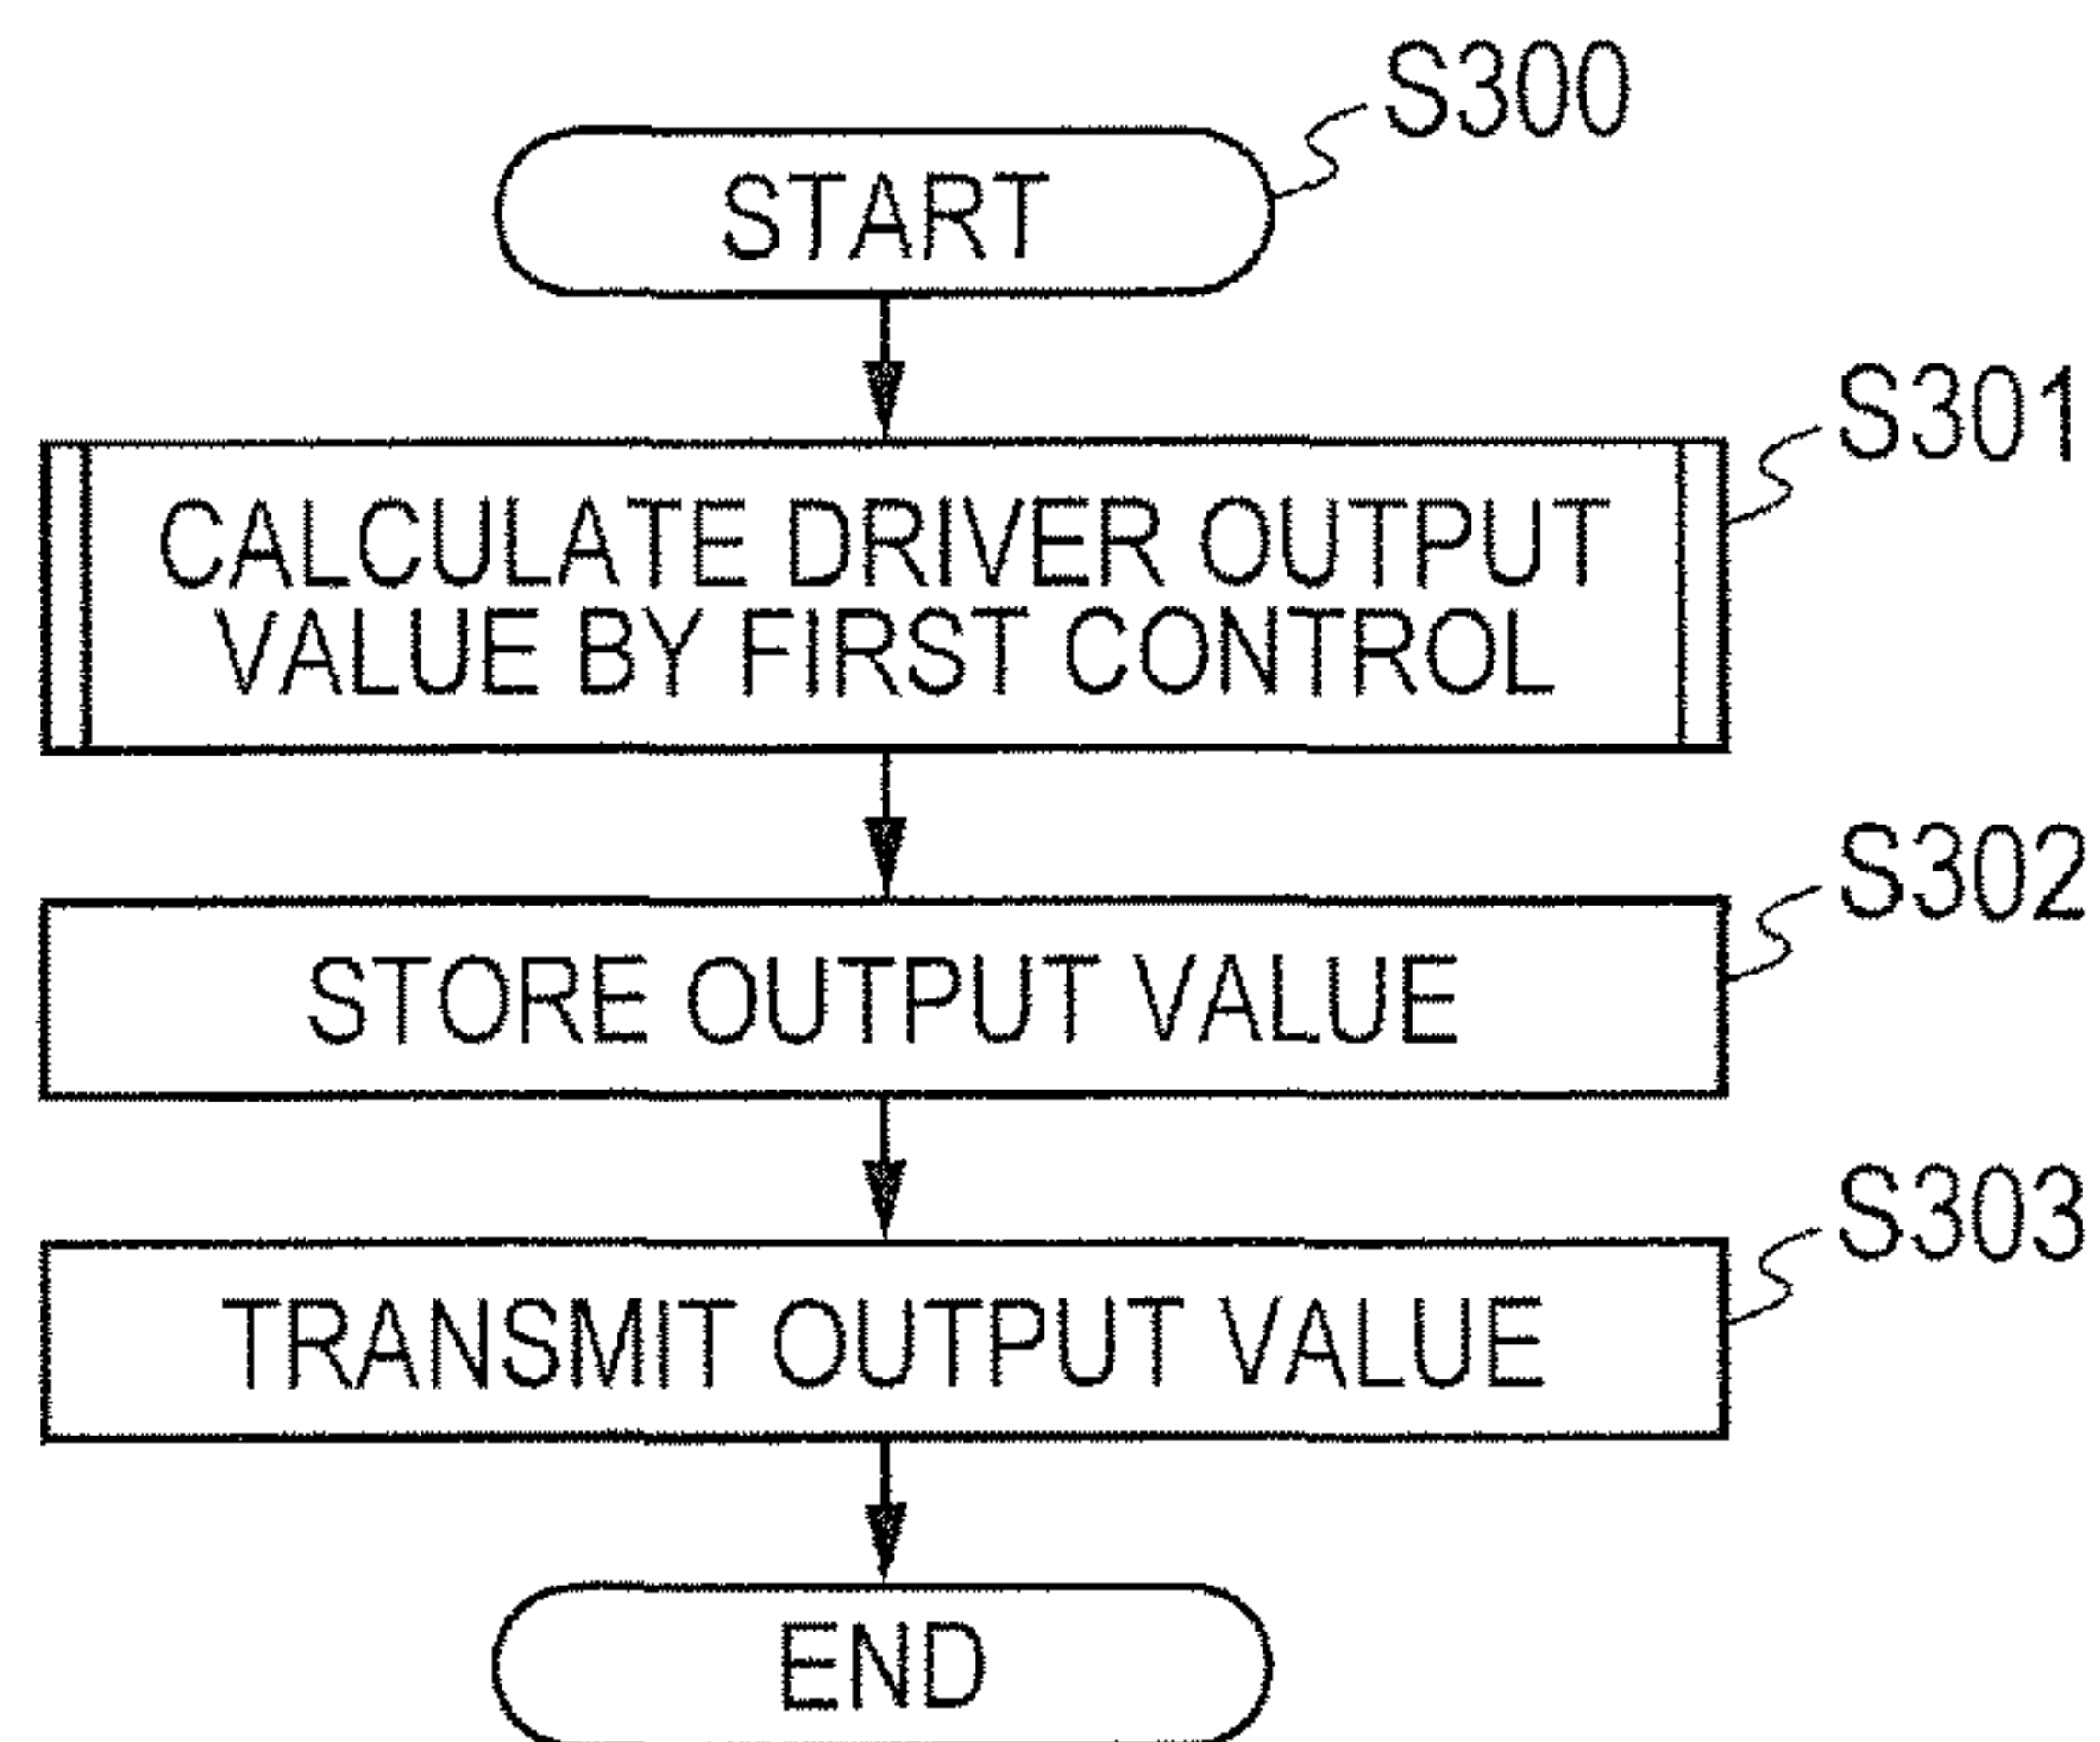 S300
START
S301
CALCULATE DRIVER OUTPUT
VALUE BY FIRST CONTROL
S302
STORE OUTPUT VALUE
S303
TRANSMIT OUTPUT VALUE
END